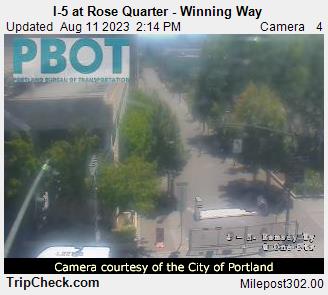 I-5 at Rose Quarter - Winning Way
Updated Aug 11 2023 2:14 PM Camera 4
PBOT
PORTLAND BUREAU OF TRANSPORTATION
Camera courtesy of the City of Portland
TripCheck.com Milepost302.00